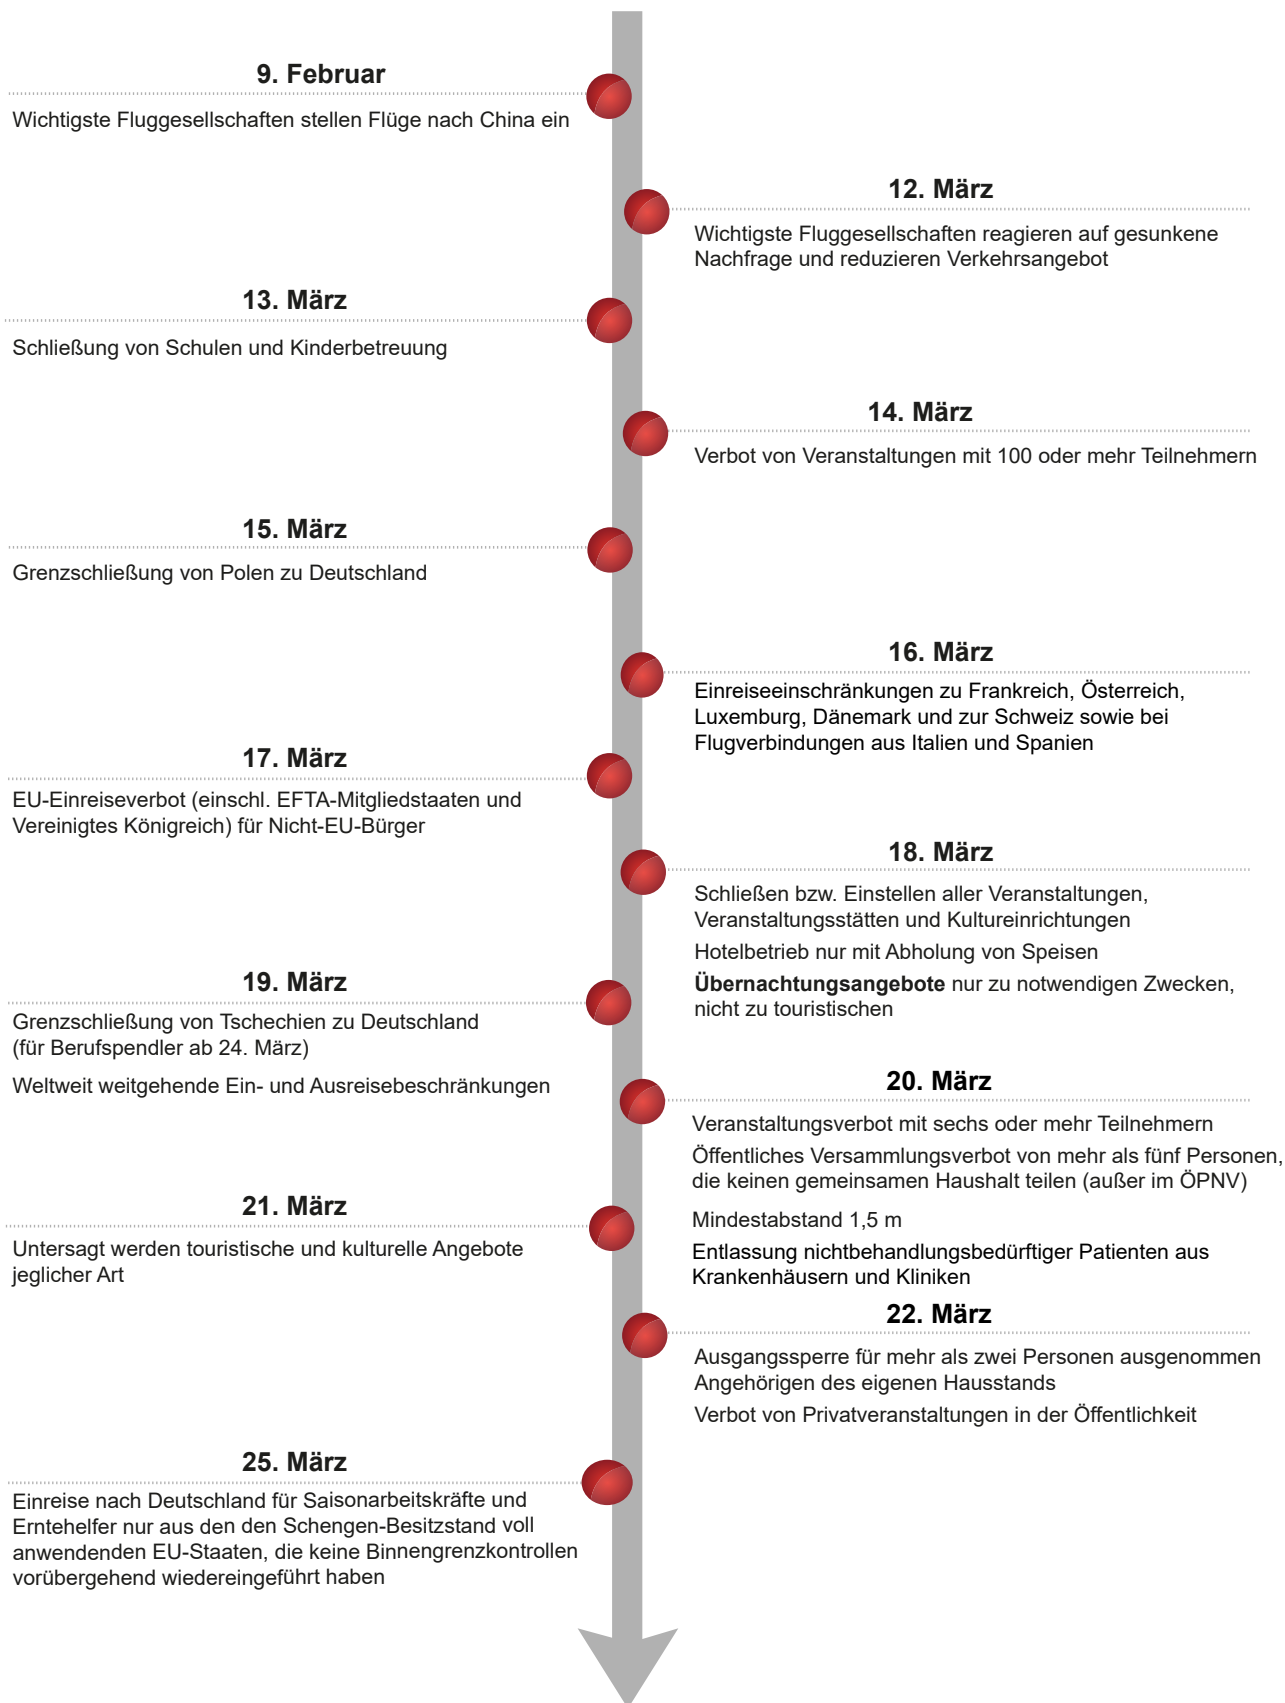 9. Februar
Wichtigste Fluggesellschaften stellen Flüge nach China ein
12. März
Wichtigste Fluggesellschaften reagieren auf gesunkene
Nachfrage und reduzieren Verkehrsangebot
13. März
Schließung von Schulen und Kinderbetreuung
14. März
Verbot von Veranstaltungen mit 100 oder mehr Teilnehmern
15. März
Grenzschließung von Polen zu Deutschland
16. März
Einreiseeinschränkungen zu Frankreich, Österreich,
Luxemburg, Dänemark und zur Schweiz sowie bei
Flugverbindungen aus Italien und Spanien
17. März
EU-Einreiseverbot (einschl. EFTA-Mitgliedstaaten und
Vereinigtes Königreich) für Nicht-EU-Bürger
18. März
Schließen bzw. Einstellen aller Veranstaltungen,
Veranstaltungsstätten und Kultureinrichtungen
Hotelbetrieb nur mit Abholung von Speisen
Übernachtungsangebote nur zu notwendigen Zwecken,
nicht zu touristischen
19. März
Grenzschließung von Tschechien zu Deutschland
(für Berufspendler ab 24. März)
Weltweit weitgehende Ein- und Ausreisebeschränkungen
20. März
Veranstaltungsverbot mit sechs oder mehr Teilnehmern
Öffentliches Versammlungsverbot von mehr als fünf Personen,
die keinen gemeinsamen Haushalt teilen (außer im ÖPNV)
Mindestabstand 1,5 m
Entlassung nichtbehandlungsbedürftiger Patienten aus
Krankenhäusern und Kliniken
21. März
Untersagt werden touristische und kulturelle Angebote
jeglicher Art
22. März
Ausgangssperre für mehr als zwei Personen ausgenommen
Angehörigen des eigenen Hausstands
Verbot von Privatveranstaltungen in der Öffentlichkeit
25. März
Einreise nach Deutschland für Saisonarbeitskräfte und
Erntehelfer nur aus den den Schengen-Besitzstand voll
anwendenden EU-Staaten, die keine Binnengrenzkontrollen
vorübergehend wiedereingeführt haben